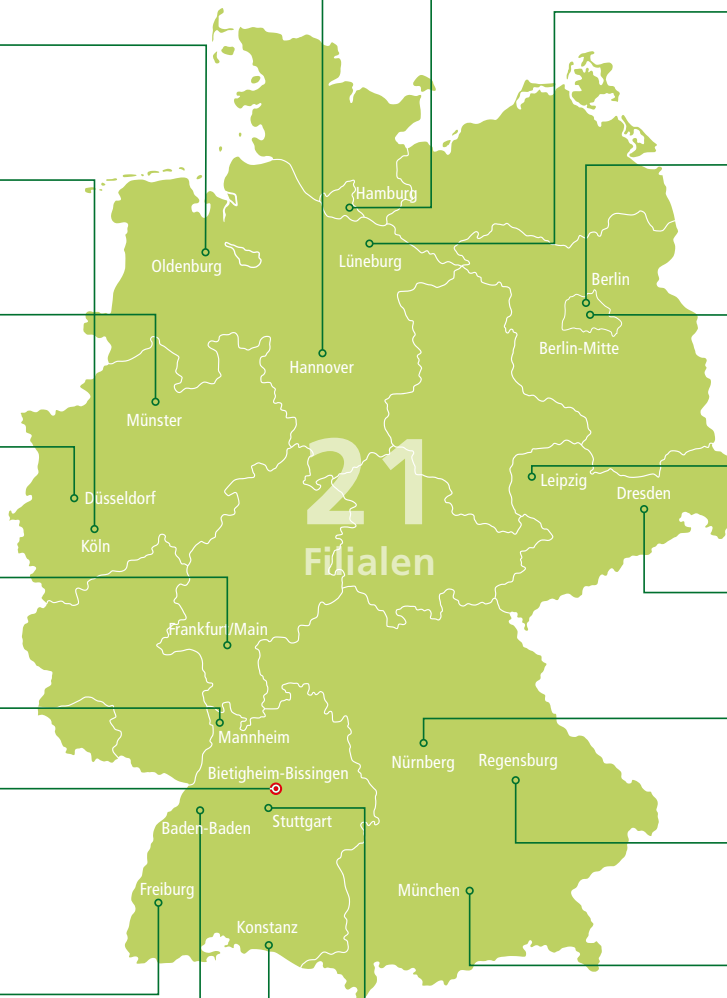 Hamburg
Oldenburg
Lüneburg
Berlin
Berlin-Mitte
Hannover
Münster
21
Filialen
Leipzig
Dresden
Düsseldorf
Köln
Frankfurt/Main
Mannheim
Nürnberg
Regensburg
Bietigheim-Bissingen
Stuttgart
Baden-Baden
Freiburg
München
Konstanz